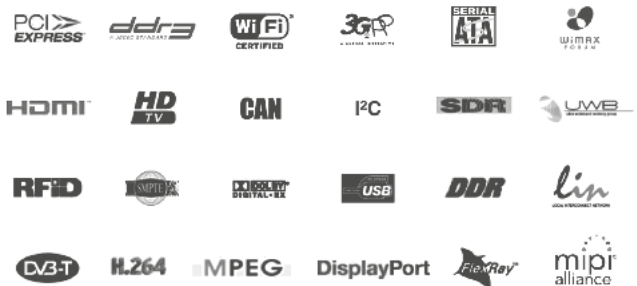 PCI EXPRESS
ddr3
Wi Fi CERTIFIED
3GPP
SERIAL ATA
WiMAX FORUM
HDMI
HD TV
CAN
I²C
SDR
UWB
RFiD
SMPTE
DOLBY DIGITAL·EX
USB
DDR
lin
LOCAL INTERCONNECT NETWORK
DVB-T
H.264
MPEG
DisplayPort
FlexRay
mipi alliance